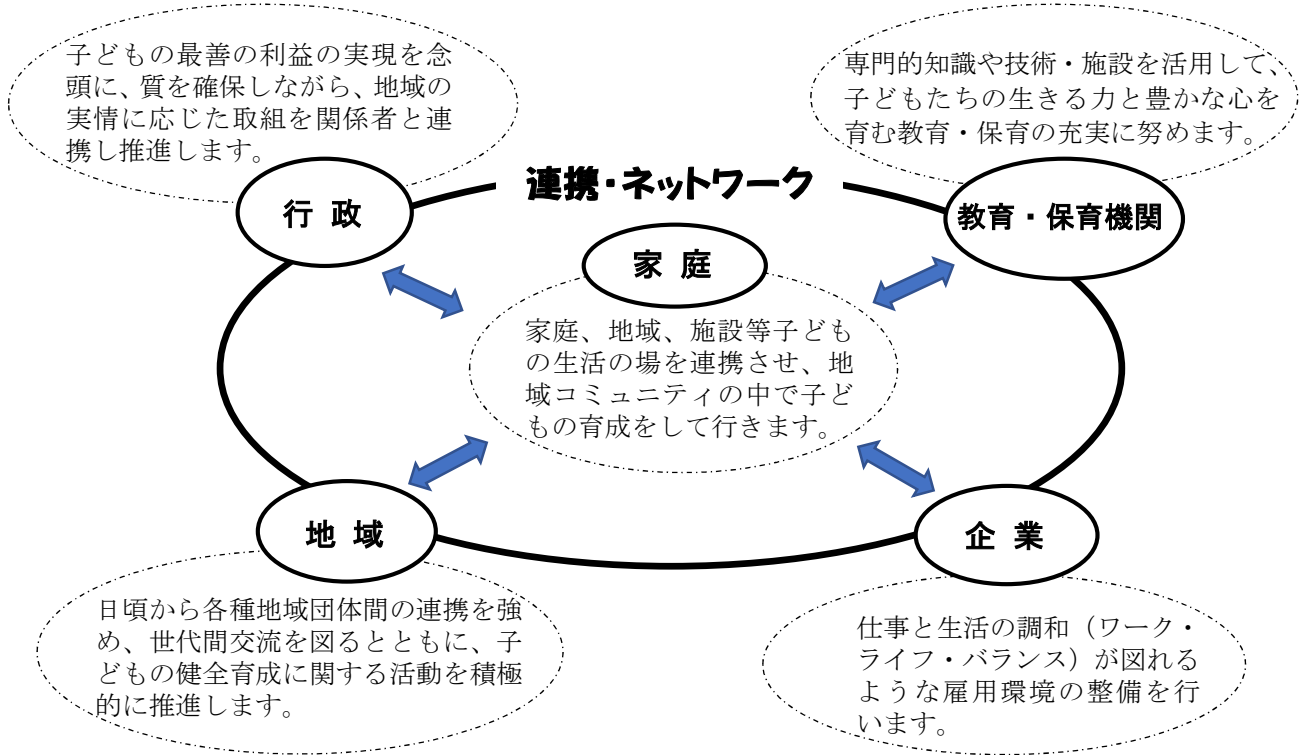 子どもの最善の利益の実現を念
頭に、質を確保しながら、地域の
実情に応じた取組を関係者と連
携し推進します。
専門的知識や技術・施設を活用して、
子どもたちの生きる力と豊かな心を
育む教育・保育の充実に努めます。
連携・ネットワーク
行 政
教育・保育機関
家 庭
家庭、地域、施設等子ども
の生活の場を連携させ、地
域コミュニティの中で子ど
もの育成をして行きます。
地 域
企 業
日頃から各種地域団体間の連携を強
め、世代間交流を図るとともに、子
どもの健全育成に関する活動を積極
的に推進します。
仕事と生活の調和（ワーク・
ライフ・バランス）が図れる
ような雇用環境の整備を行
います。